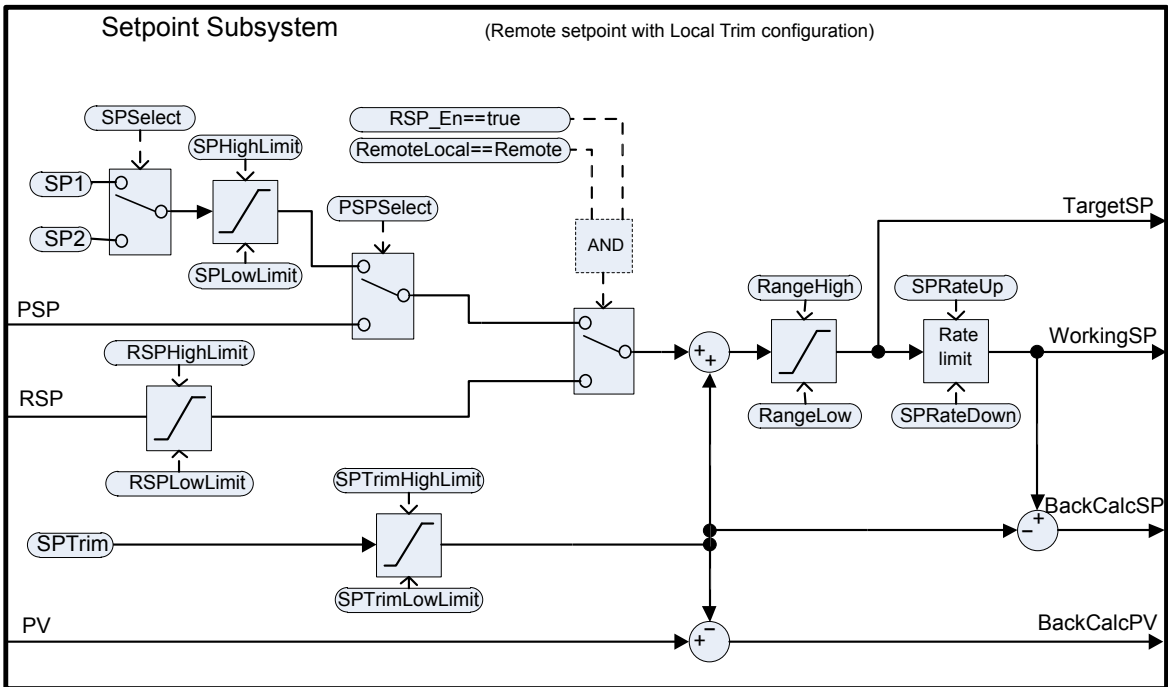 Setpoint Subsystem
(Remote setpoint with Local Trim configuration)
SPSelect
RSP_En==true
SPHighLimit
RemoteLocal==Remote
SP1
PSPSelect
TargetSP
SP2
AND
SPLowLimit
RangeHigh
SPRateUp
PSP
RSPHighLimit
+
+
Rate
limit
WorkingSP
RSP
RangeLow
SPRateDown
RSPLowLimit
SPTrimHighLimit
BackCalcSP
+
-
SPTrim
SPTrimLowLimit
PV
BackCalcPV
-
+